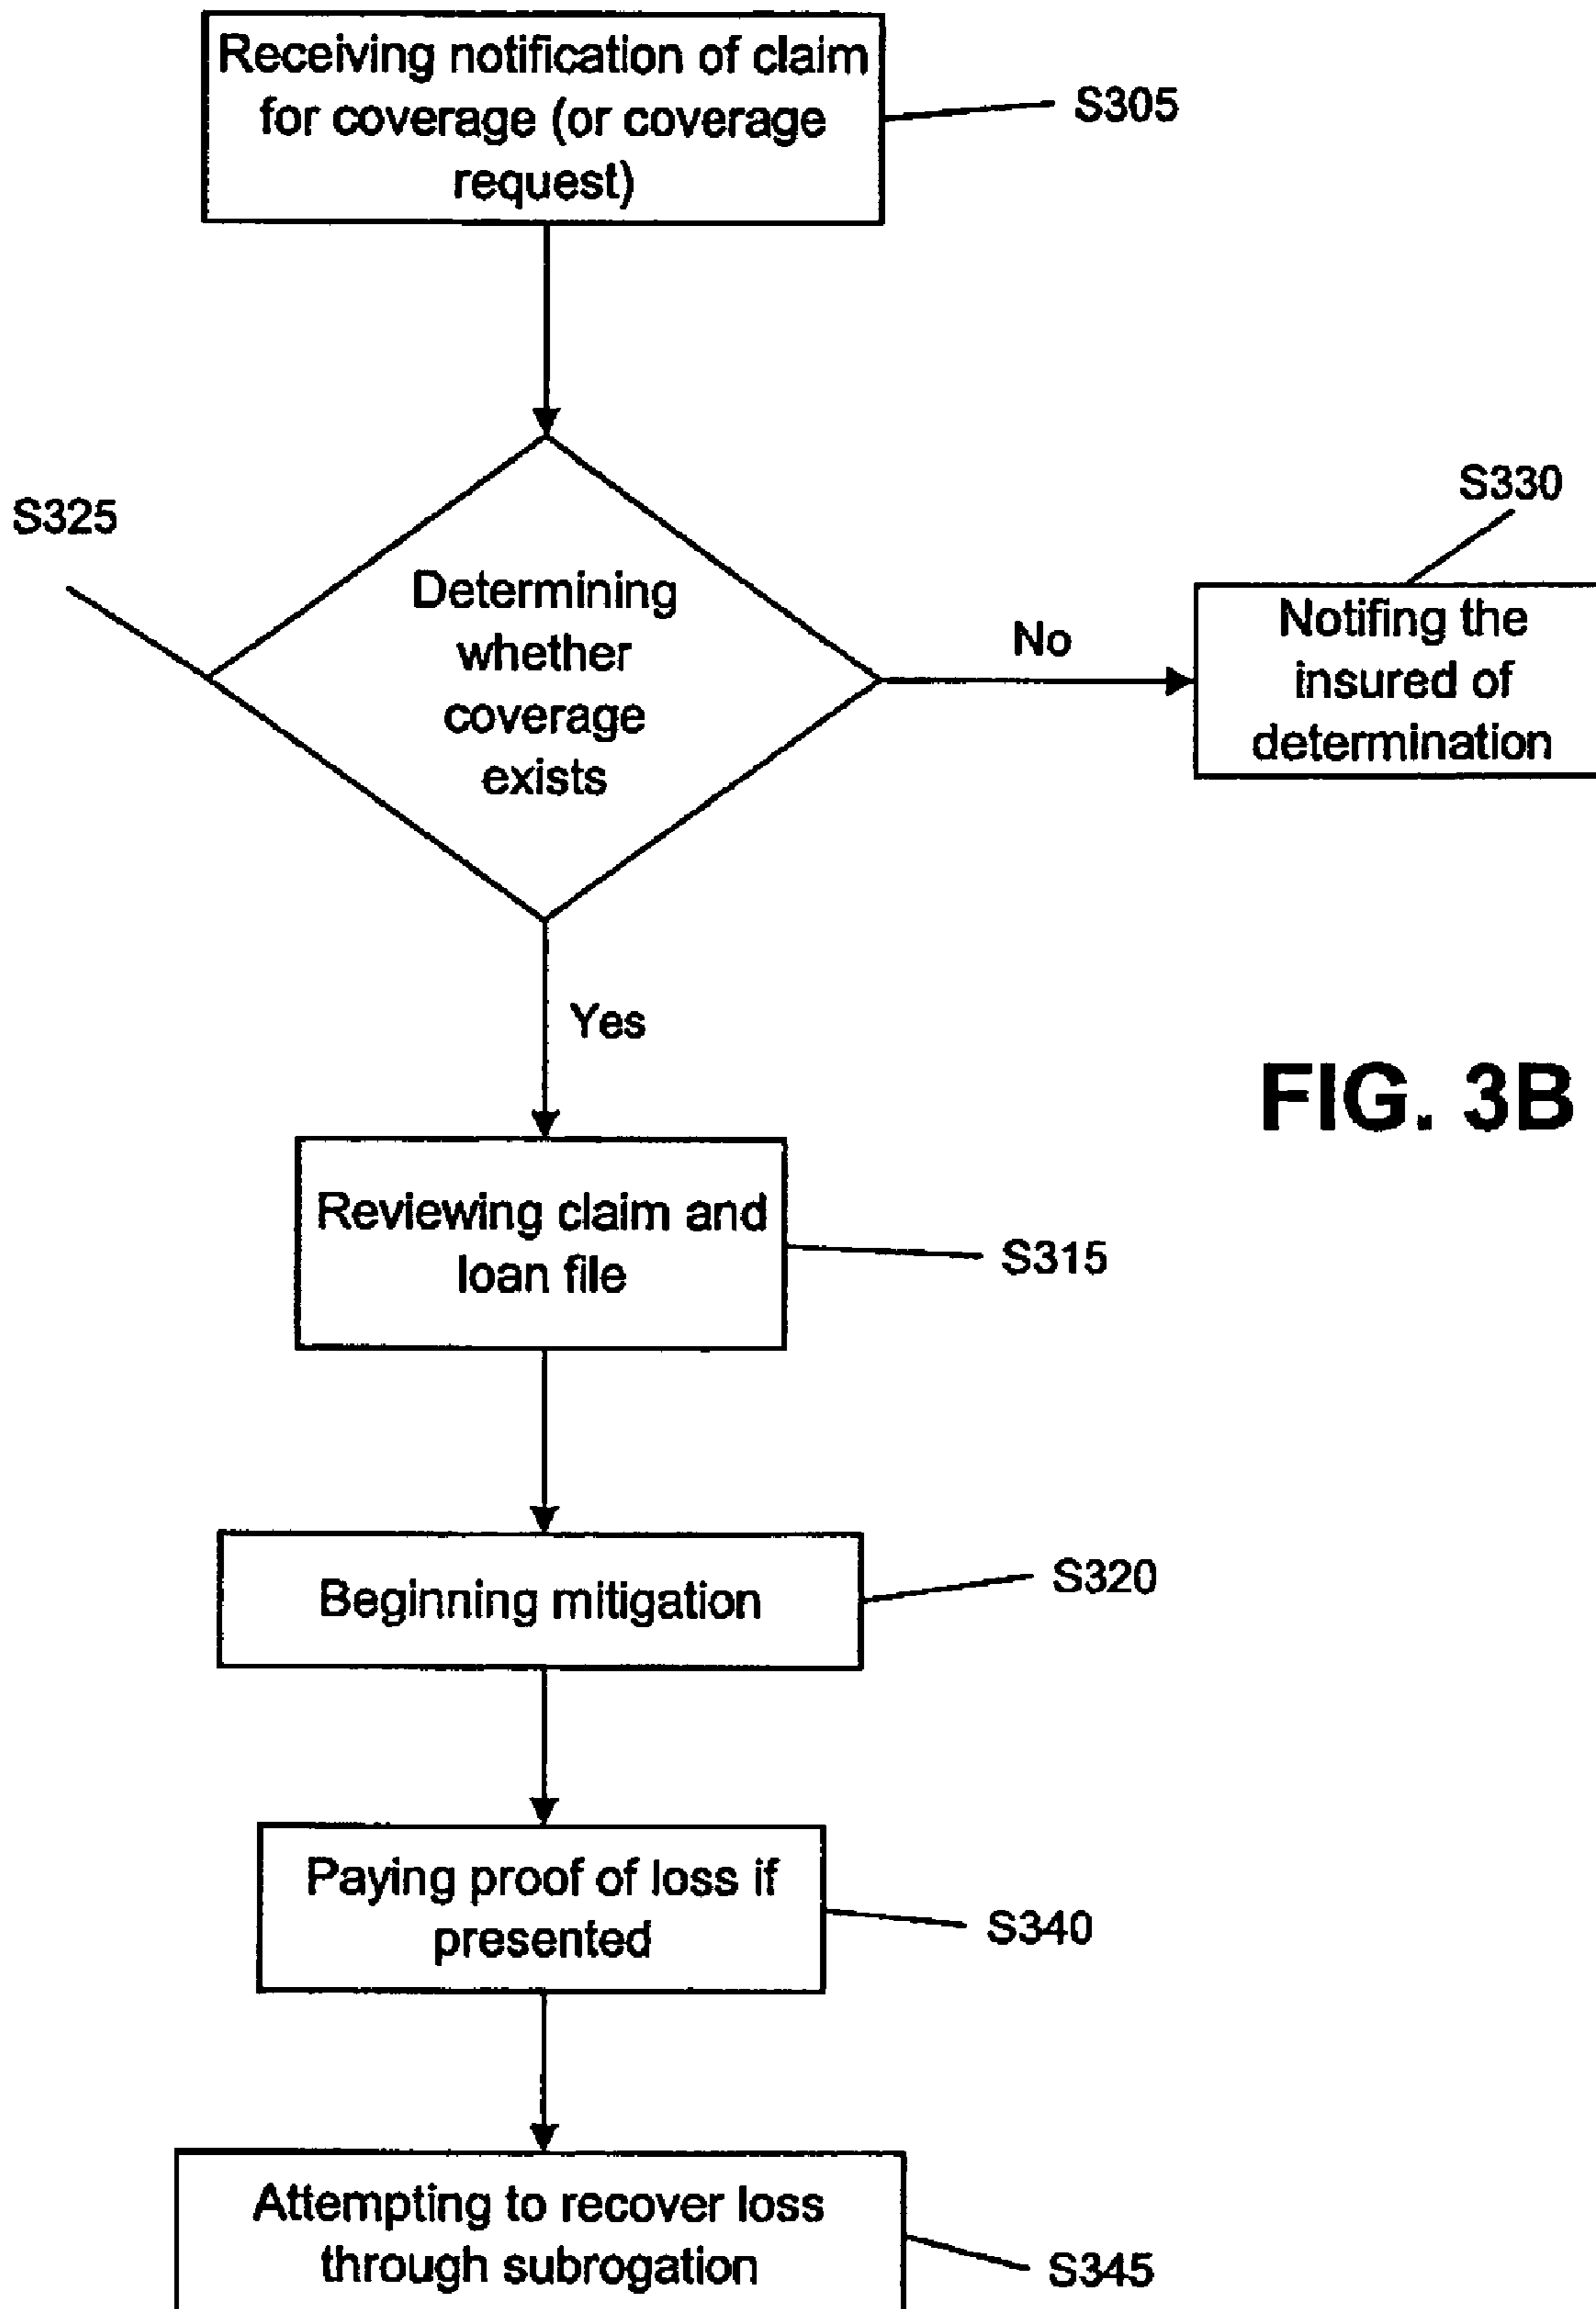 Receiving notification of claim
for coverage (or coverage
request)
S305
S325
Determining
whether
coverage
exists
No
S330
Notifing the
insured of
determination
Yes
FIG. 3B
Reviewing claim and
loan file
S315
Beginning mitigation
S320
Paying proof of loss if
presented
S340
Attempting to recover loss
through subrogation
S345